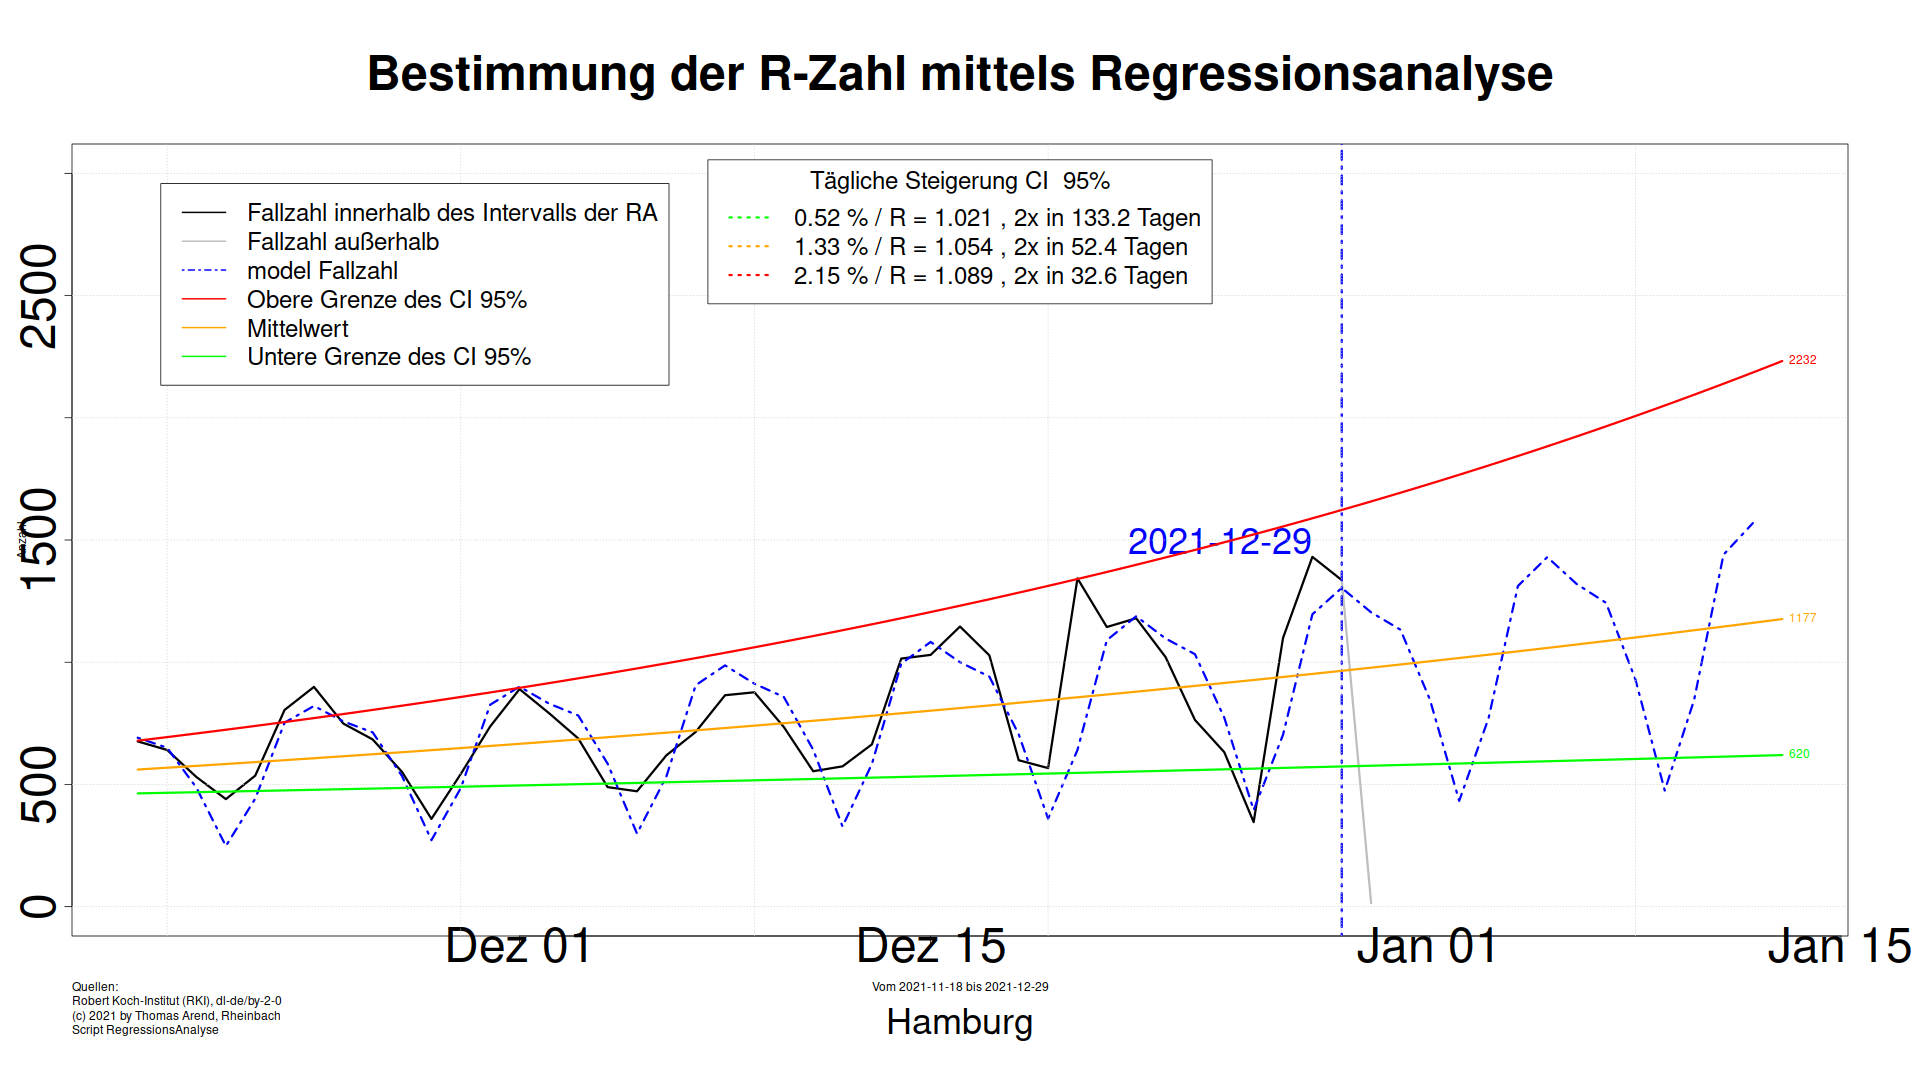 Bestimmung der R-Zahl mittels Regressionsanalyse
Fallzahl innerhalb des Intervalls der RA
Fallzahl außerhalb
model Fallzahl
Obere Grenze des CI 95%
Mittelwert
Untere Grenze des CI 95%
Tägliche Steigerung CI 95%
0.52 % / R = 1.021 , 2x in 133.2 Tagen
1.33 % / R = 1.054 , 2x in 52.4 Tagen
2.15 % / R = 1.089 , 2x in 32.6 Tagen
2500
1500
500
0
Anzahl
2021-12-29
2232
1177
620
Dez 01
Dez 15
Jan 01
Jan 15
Quellen:
Robert Koch-Institut (RKI), dl-de/by-2-0
(c) 2021 by Thomas Arend, Rheinbach
Script RegressionsAnalyse
Vom 2021-11-18 bis 2021-12-29
Hamburg